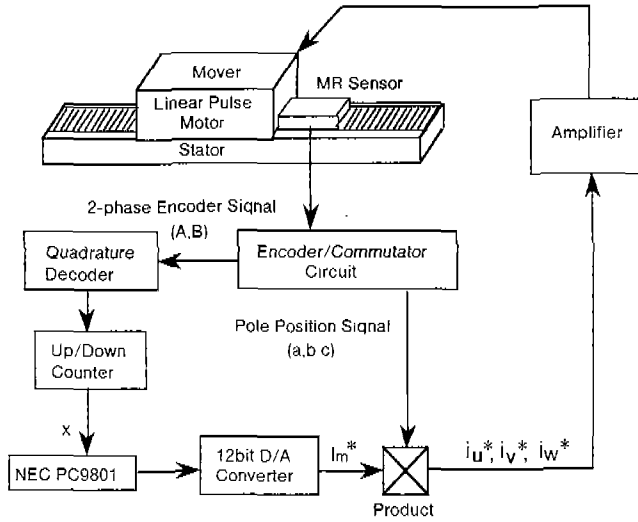 Mover
MR Sensor
Linear Pulse
Motor
Stator
Amplifier
2-phase Encoder Signal
(A,B)
Quadrature
Decoder
Encoder/Commutator
Circuit
Pole Position Signal
(a,b c)
Up/Down
Counter
x
NEC PC9801
12bit D/A
Converter
Im*
iu*, iv*, iw*
Product